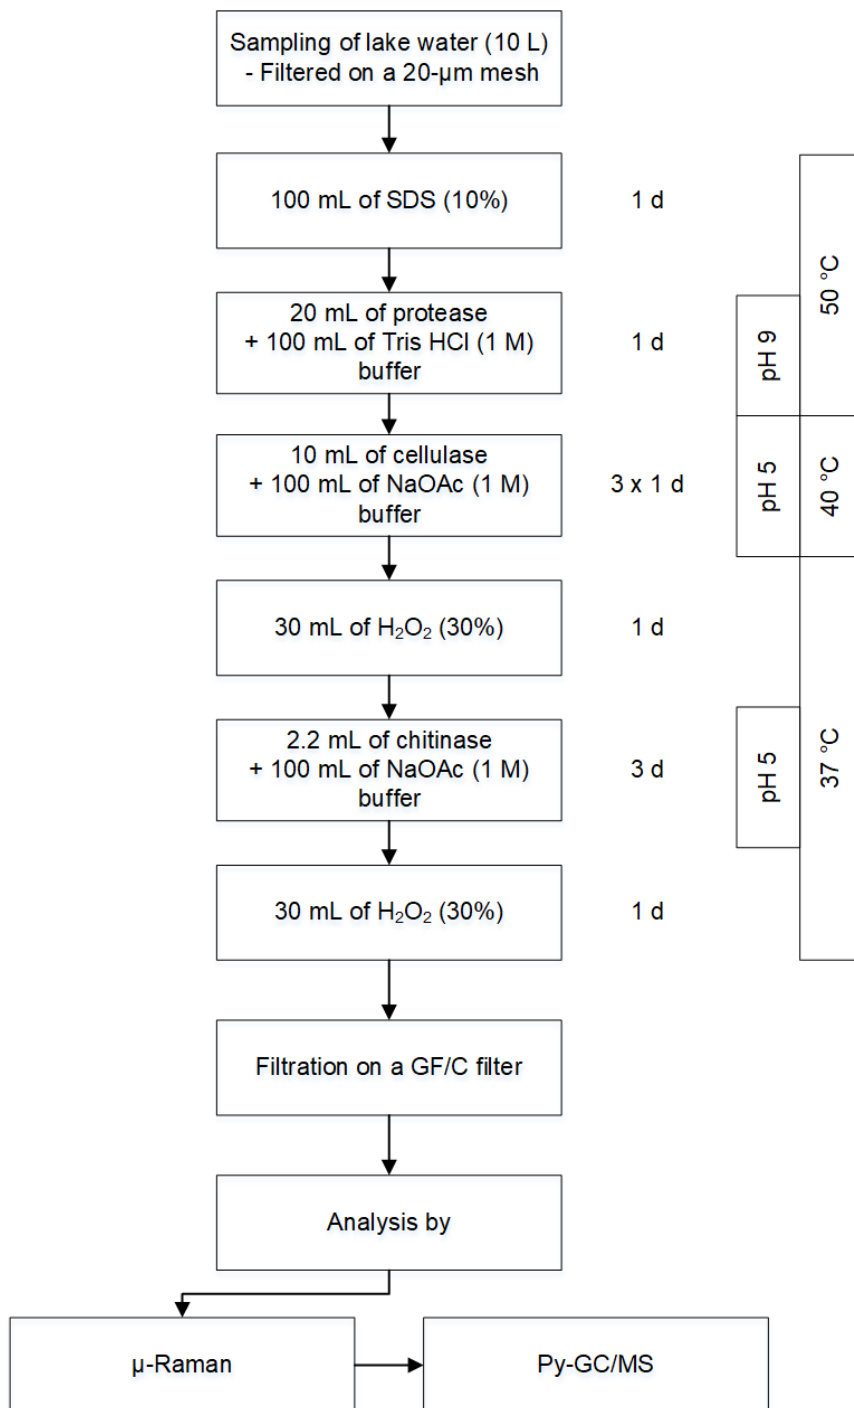 Sampling of lake water (10 L)
- Filtered on a 20-µm mesh
100 mL of SDS (10%)
1 d
50 °C
20 mL of protease
+ 100 mL of Tris HCl (1 M)
buffer
1 d
pH 9
10 mL of cellulase
+ 100 mL of NaOAc (1 M)
buffer
3 x 1 d
pH 5
40 °C
30 mL of H₂O₂ (30%)
1 d
2.2 mL of chitinase
+ 100 mL of NaOAc (1 M)
buffer
3 d
pH 5
37 °C
30 mL of H₂O₂ (30%)
1 d
Filtration on a GF/C filter
Analysis by
µ-Raman
Py-GC/MS